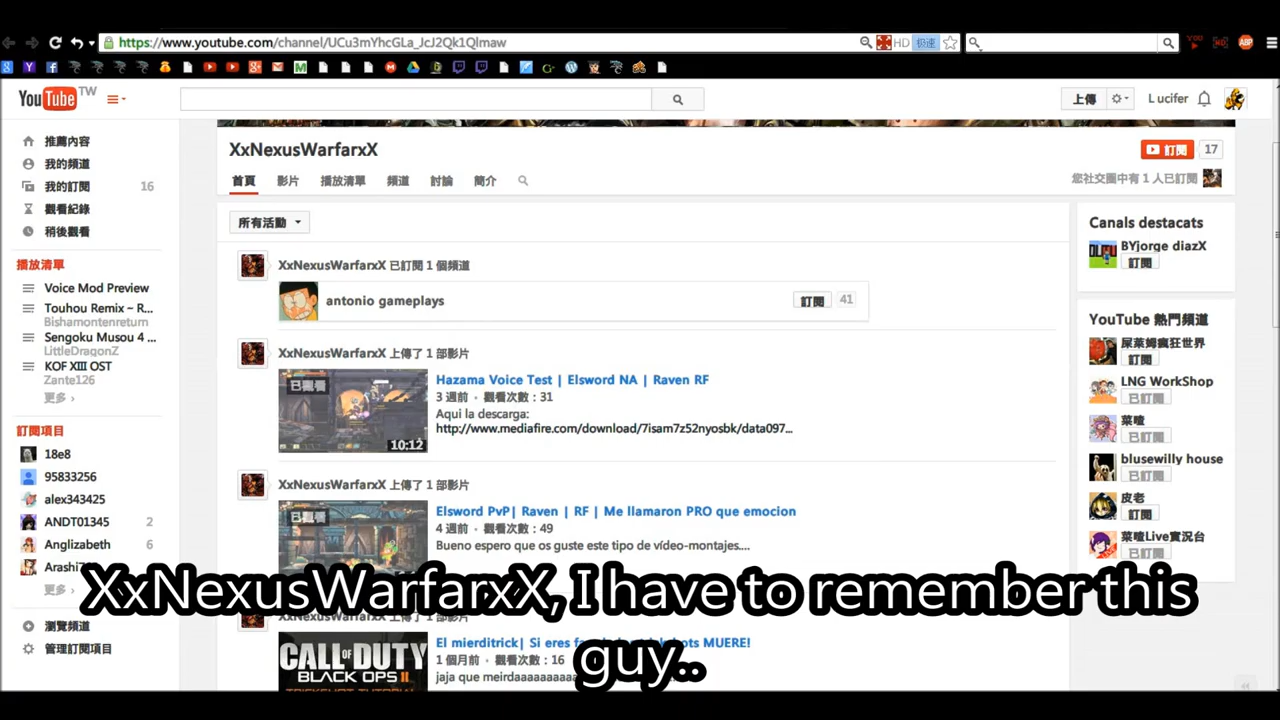 https://www.youtube.com/channel/UCu3mYhcGLa_JcJ2Qk1Qlmaw
HD 極速
ABP
YouTube TW
上傳
Lucifer
推薦內容
我的頻道
我的訂閱 16
觀看紀錄
稍後觀看
播放清單
Voice Mod Preview
Touhou Remix ~ R...
Bishamontenreturn
Sengoku Musou 4 ...
LittleDragonZ
KOF XIII OST
Zante126
更多 ›
訂閱項目
18e8
95833256
alex343425
ANDT01345 2
Anglizabeth 6
更多 ›
瀏覽頻道
管理訂閱項目
XxNexusWarfarxX
訂閱 17
首頁 影片 播放清單 頻道 討論 簡介
您社交圈中有 1 人已訂閱
所有活動
XxNexusWarfarxX 已訂閱 1 個頻道
antonio gameplays
訂閱 41
XxNexusWarfarxX 上傳了 1 部影片
已觀看
10:12
Hazama Voice Test | Elsword NA | Raven RF
3 週前 · 觀看次數：31
Aqui la descarga:
http://www.mediafire.com/download/7isam7z52nyosbk/data097...
XxNexusWarfarxX 上傳了 1 部影片
已觀看
Elsword PvP| Raven | RF | Me llamaron PRO que emocion
4 週前 · 觀看次數：49
Bueno espero que os guste este tipo de vídeo-montajes....
El mierditrick| Si eres
MUERE!
1 個月前 · 觀看次數：16
CALL OF DUTY
BLACK OPS II
Canals destacats
BYjorge diazX
訂閱
YouTube 熱門頻道
屎萊姆瘋狂世界
訂閱
LNG WorkShop
已訂閱
菜喳
已訂閱
blusewilly house
已訂閱
皮老
訂閱
菜喳Live實況台
已訂閱
XxNexusWarfarxX, I have to remember this
guy..